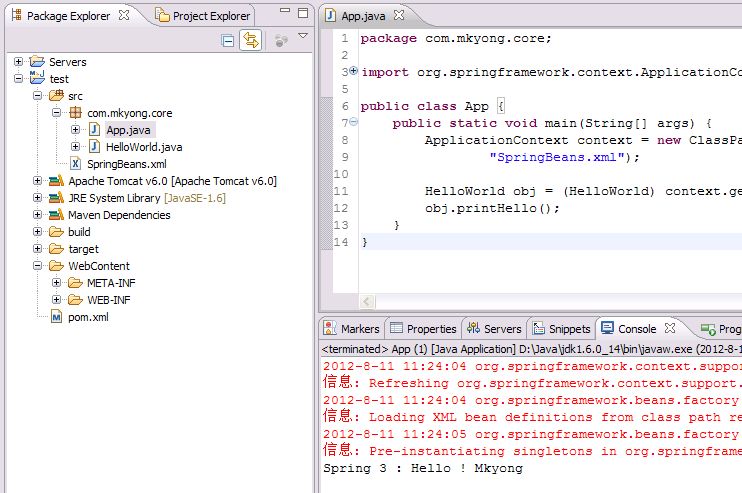 Package Explorer
Project Explorer
Servers
test
src
com.mkyong.core
App.java
HelloWorld.java
SpringBeans.xml
Apache Tomcat v6.0 [Apache Tomcat v6.0]
JRE System Library [JavaSE-1.6]
Maven Dependencies
build
target
WebContent
META-INF
WEB-INF
pom.xml
App.java
1 package com.mkyong.core;
2
3 import org.springframework.context.ApplicationCo
5
6 public class App {
7 public static void main(String[] args) {
8 ApplicationContext context = new ClassPa
9 "SpringBeans.xml");
10
11 HelloWorld obj = (HelloWorld) context.ge
12 obj.printHello();
13 }
14 }
Markers Properties Servers Snippets Console Prog
<terminated> App (1) [Java Application] D:\Java\jdk1.6.0_14\bin\javaw.exe (2012-8-1
2012-8-11 11:24:04 org.springframework.context.suppo
信息: Refreshing org.springframework.context.support.
2012-8-11 11:24:04 org.springframework.beans.factory
信息: Loading XML bean definitions from class path re
2012-8-11 11:24:05 org.springframework.beans.factory
信息: Pre-instantiating singletons in org.springframe
Spring 3 : Hello ! Mkyong